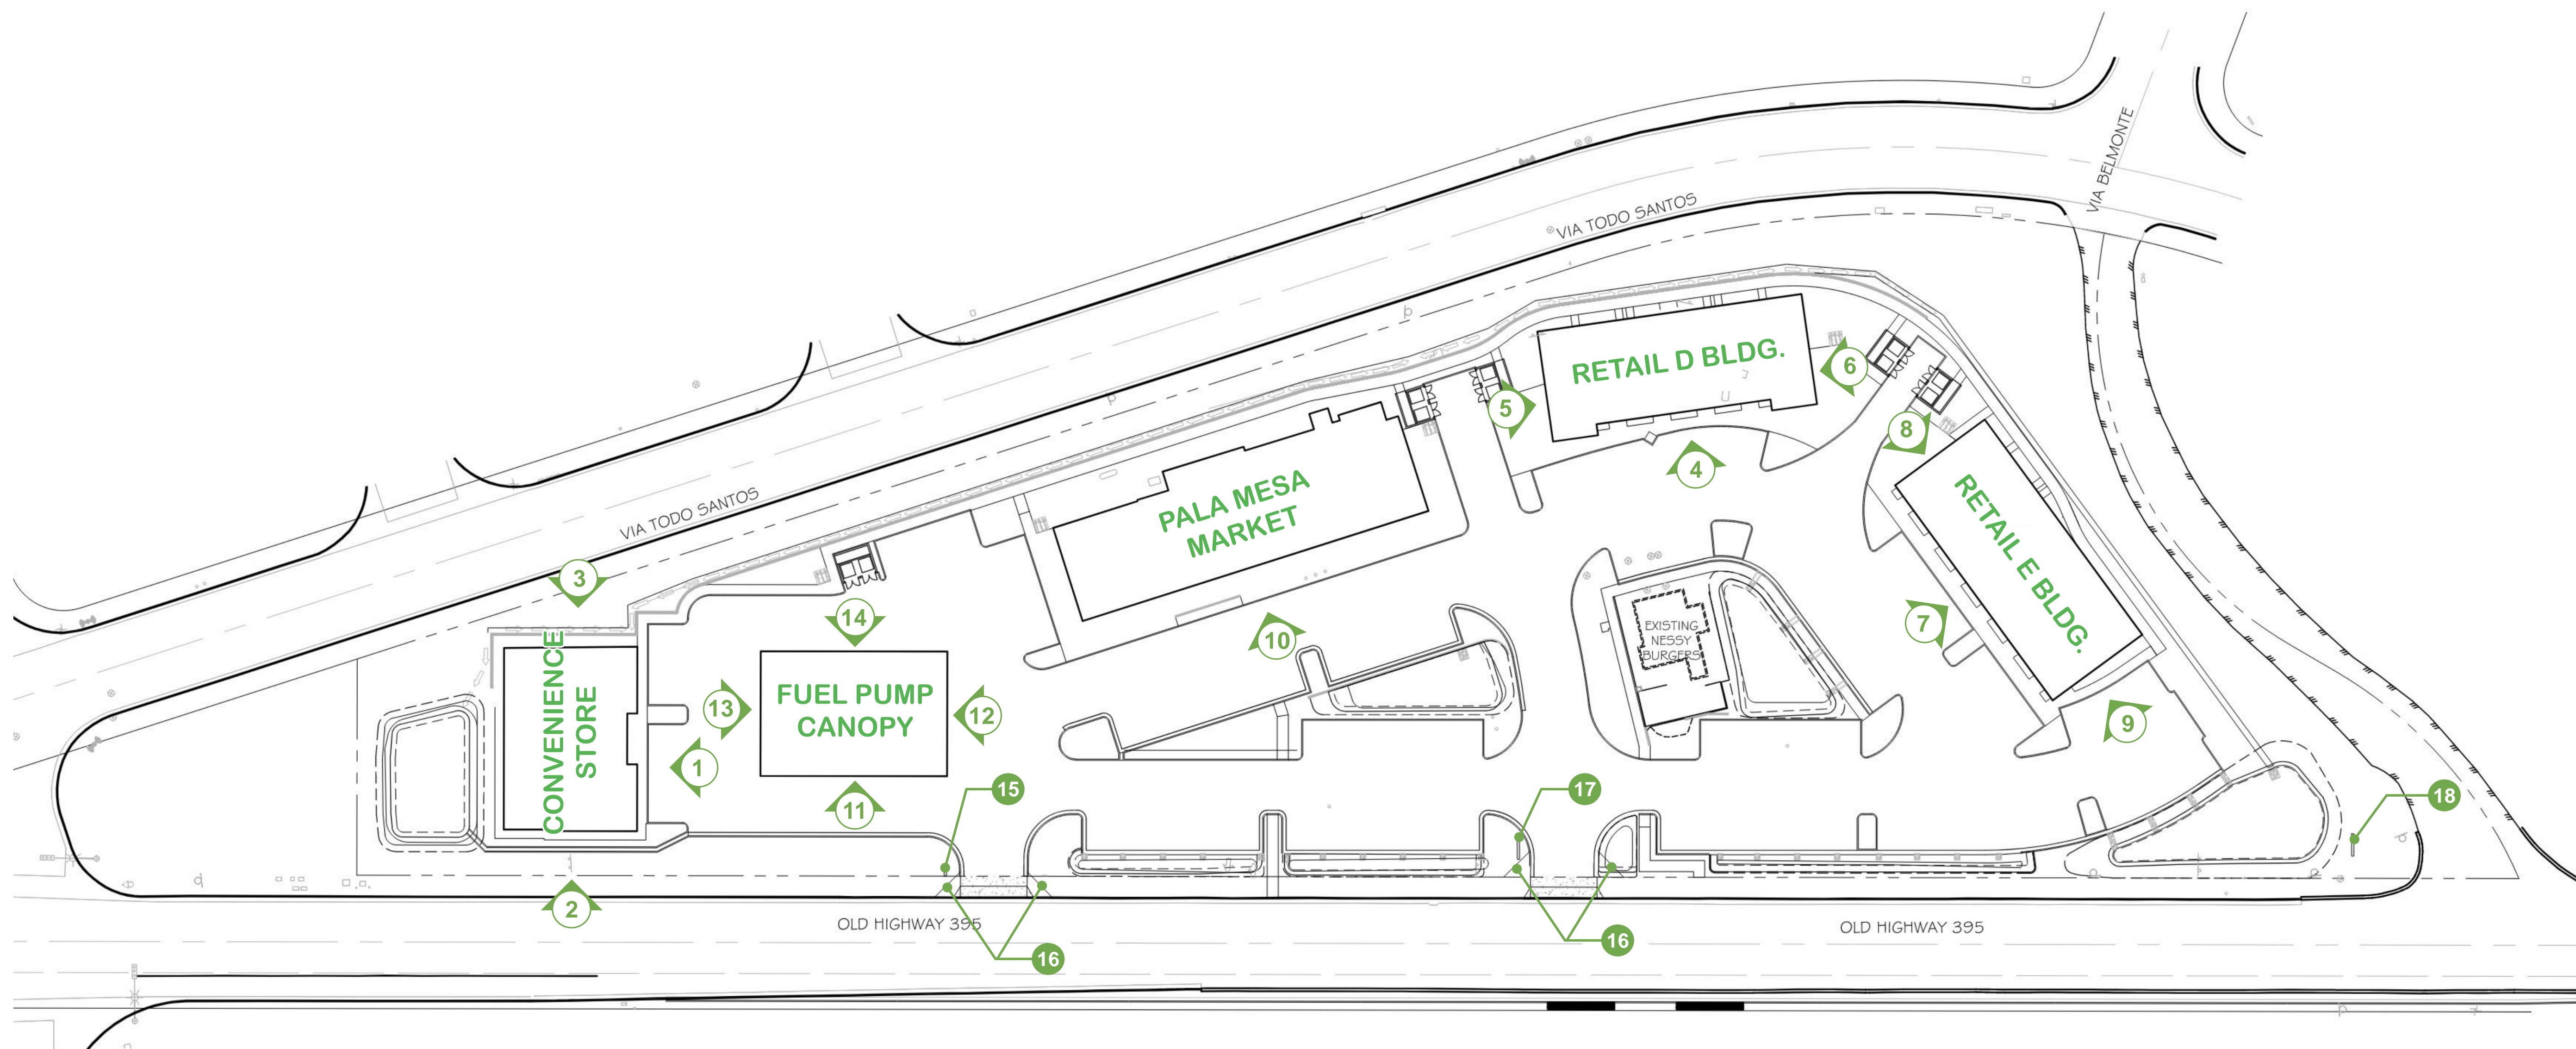 VIA BELMONTE
VIA TODO SANTOS
RETAIL D BLDG.
6
5
8
4
PALA MESA
MARKET
RETAIL E BLDG.
VIA TODO SANTOS
3
14
10
7
EXISTING
NESSY
BURGERS
CONVENIENCE
STORE
13
FUEL PUMP
CANOPY
12
9
1
11
15
17
18
2
OLD HIGHWAY 395
16
16
OLD HIGHWAY 395